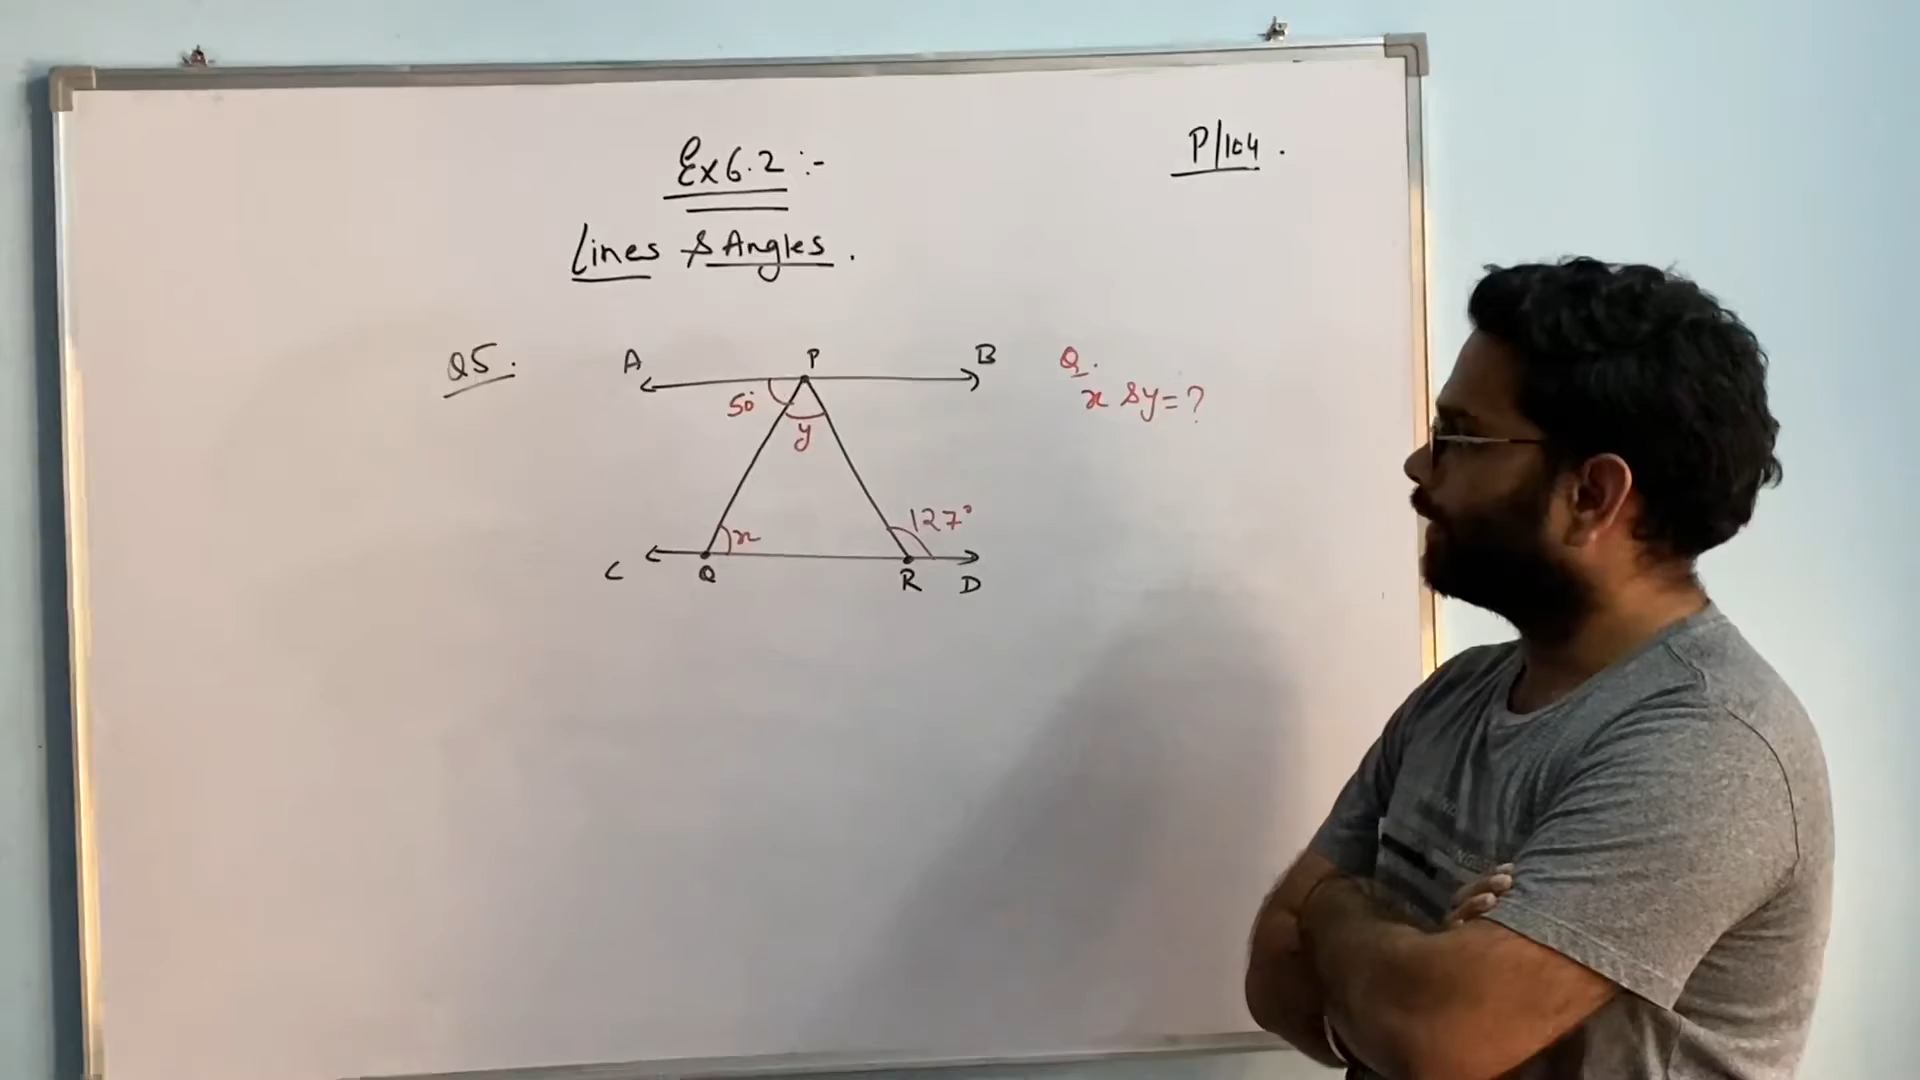 Ex 6.2 :-
P/104.
Lines & Angles.
Q5.
A P B
50°
y
Q.
x & y = ?
x
127°
C Q R D